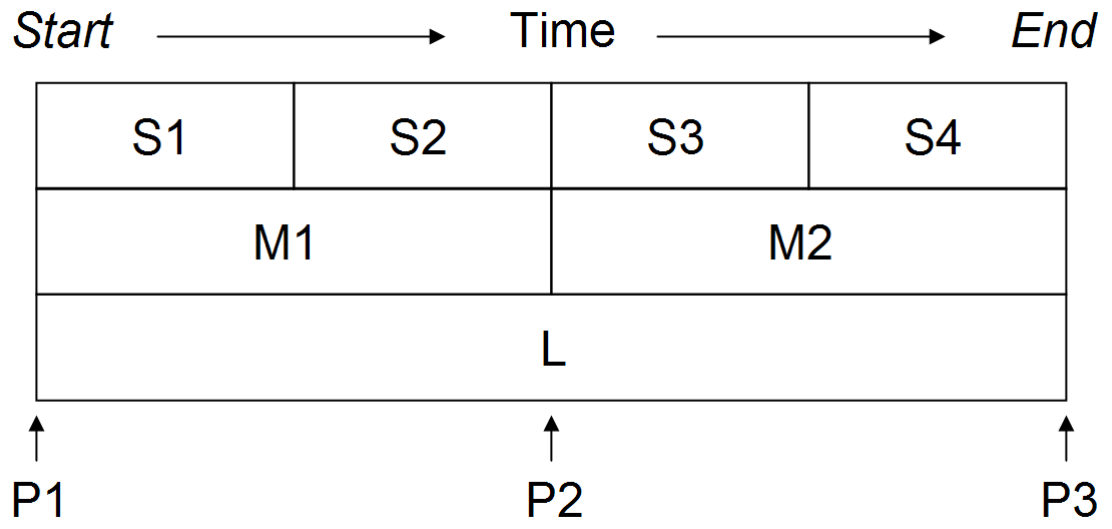 Start Time End
S1 S2 S3 S4
M1 M2
L
P1 P2 P3